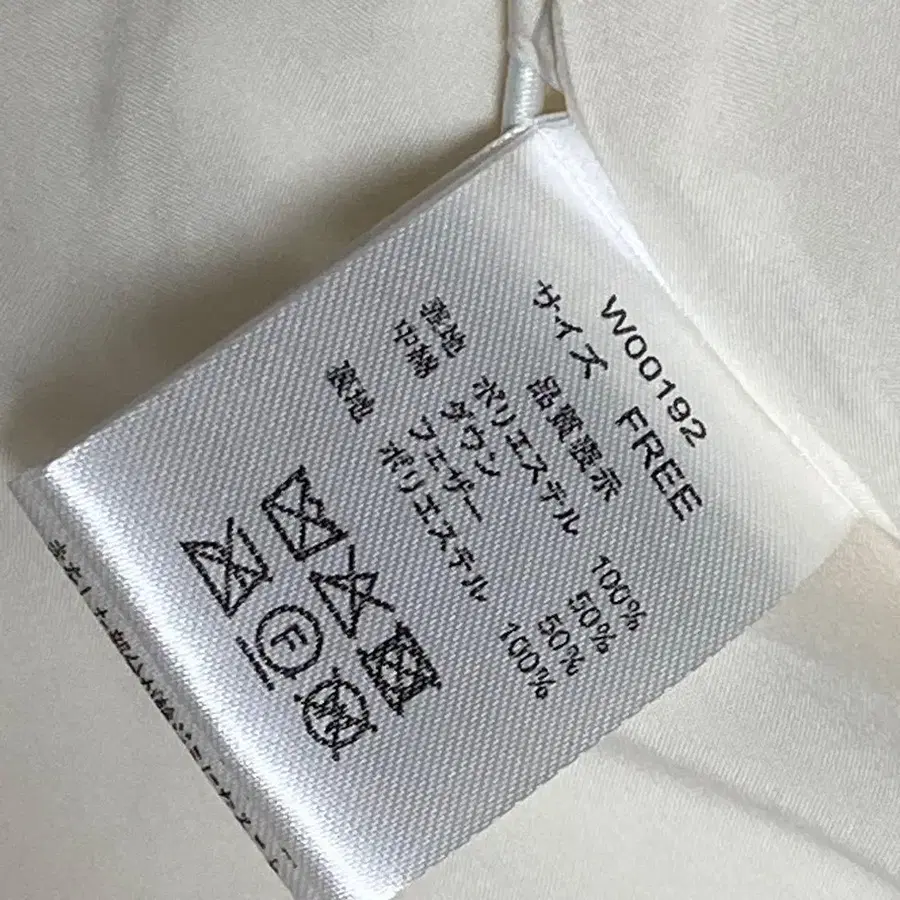 W00192
サイズ FREE
品質表示
表地 ポリエステル 100%
中綿 ダウン 50%
フェザー 50%
裏地 ポリエステル 100%
F